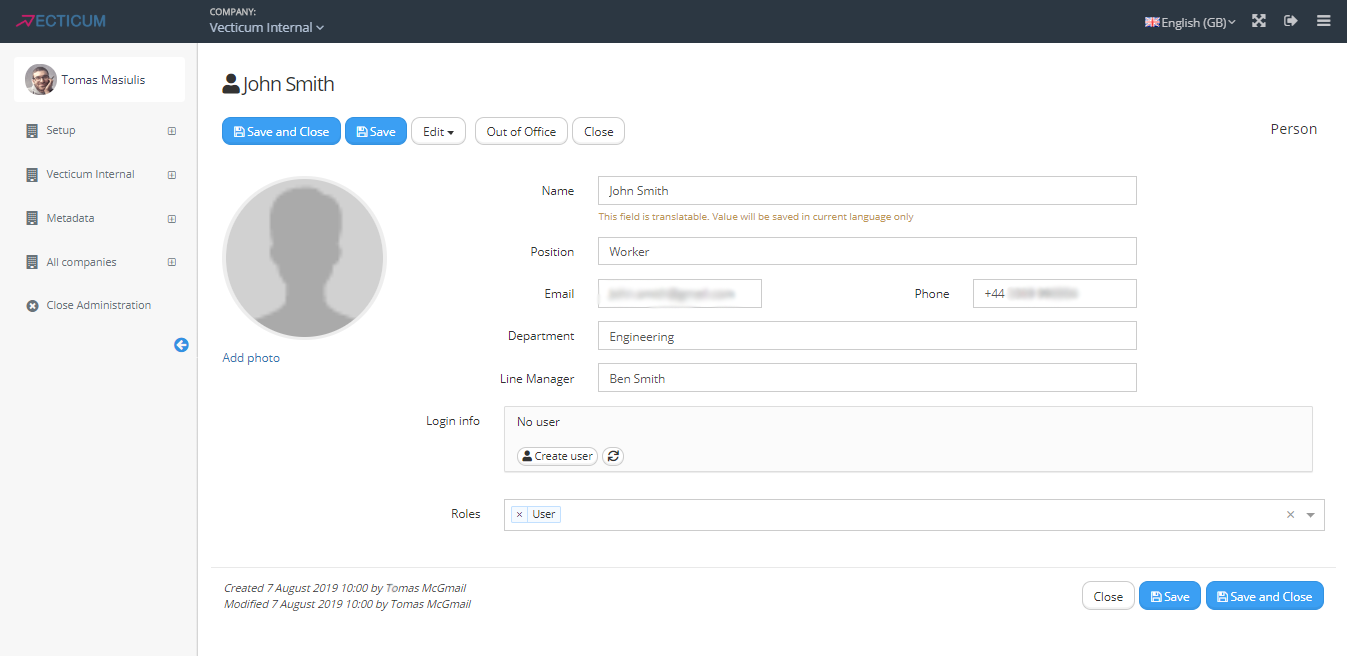 VECTICUM
COMPANY:
Vecticum Internal
English (GB)
Tomas Masiulis
Setup
Vecticum Internal
Metadata
All companies
Close Administration
John Smith
Save and Close
Save
Edit
Out of Office
Close
Person
Add photo
Name
John Smith
This field is translatable. Value will be saved in current language only
Position
Worker
Email
Phone
+44
Department
Engineering
Line Manager
Ben Smith
Login info
No user
Create user
Roles
× User
Created 7 August 2019 10:00 by Tomas McGmail
Modified 7 August 2019 10:00 by Tomas McGmail
Close
Save
Save and Close